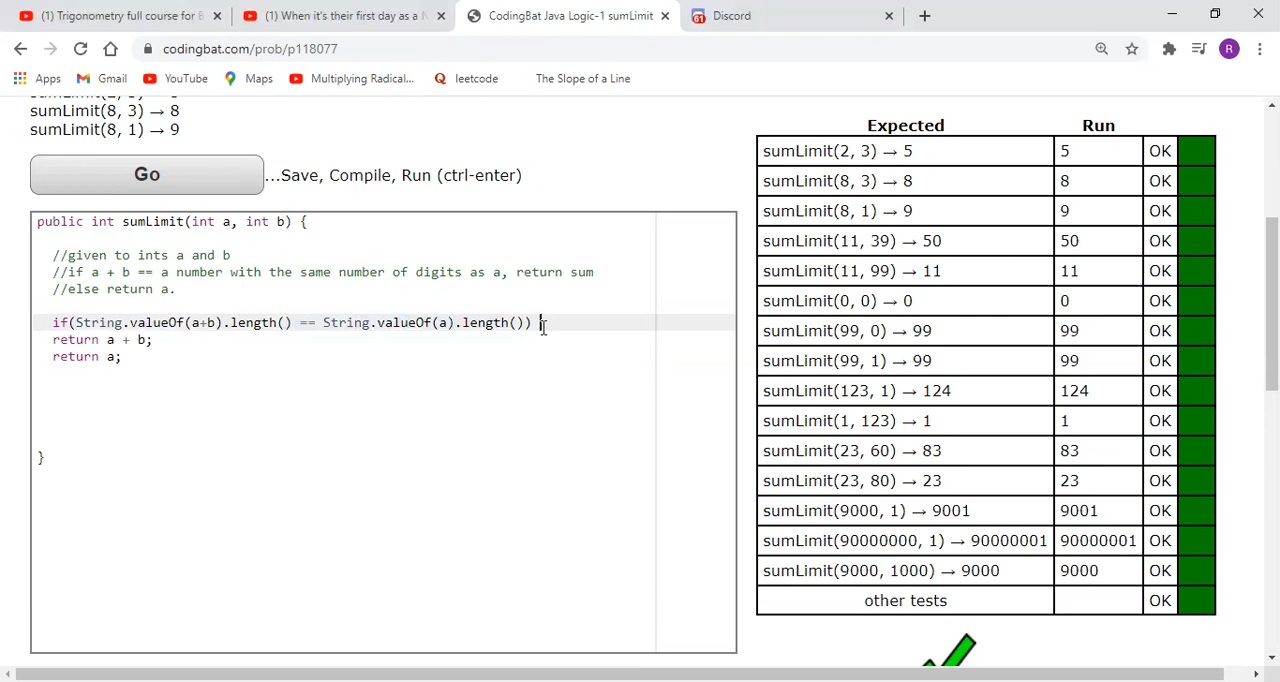 (1) Trigonometry full course for B
(1) When it's their first day as a N
CodingBat Java Logic-1 sumLimit
61
Discord
codingbat.com/prob/p118077
R
Apps
Gmail
YouTube
Maps
Multiplying Radical...
Leetcode
The Slope of a Line
sumLimit(8, 3) → 8
sumLimit(8, 1) → 9
Go
...Save, Compile, Run (ctrl-enter)
public int sumLimit(int a, int b) {
//given to ints a and b
//if a + b == a number with the same number of digits as a, return sum
//else return a.
if(String.valueOf(a+b).length() == String.valueOf(a).length())
return a + b;
return a;
}
Expected Run
sumLimit(2, 3) → 5 5 OK
sumLimit(8, 3) → 8 8 OK
sumLimit(8, 1) → 9 9 OK
sumLimit(11, 39) → 50 50 OK
sumLimit(11, 99) → 11 11 OK
sumLimit(0, 0) → 0 0 OK
sumLimit(99, 0) → 99 99 OK
sumLimit(99, 1) → 99 99 OK
sumLimit(123, 1) → 124 124 OK
sumLimit(1, 123) → 1 1 OK
sumLimit(23, 60) → 83 83 OK
sumLimit(23, 80) → 23 23 OK
sumLimit(9000, 1) → 9001 9001 OK
sumLimit(90000000, 1) → 90000001 90000001 OK
sumLimit(9000, 1000) → 9000 9000 OK
other tests OK